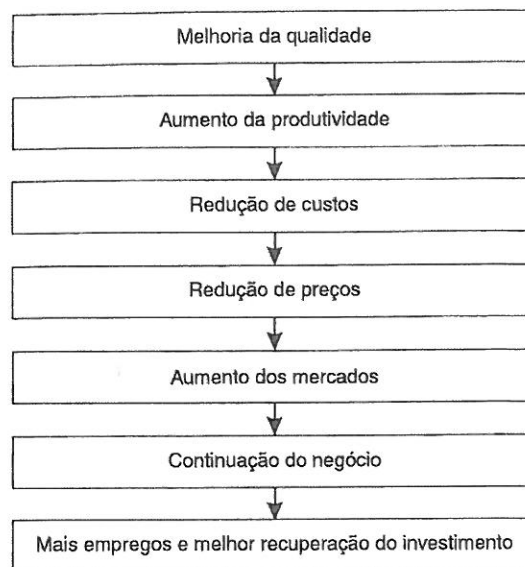 Melhoria da qualidade
Aumento da produtividade
Redução de custos
Redução de preços
Aumento dos mercados
Continuação do negócio
Mais empregos e melhor recuperação do investimento